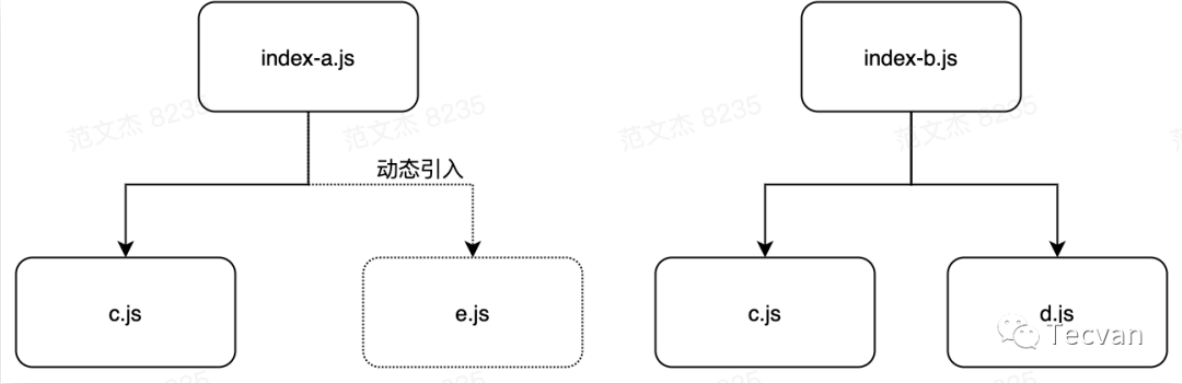 index-a.js
index-b.js
范文杰 8235
范文杰 8235
范文杰 8235
范文杰 8235
动态引入
c.js
e.js
c.js
d.js
Tecvan